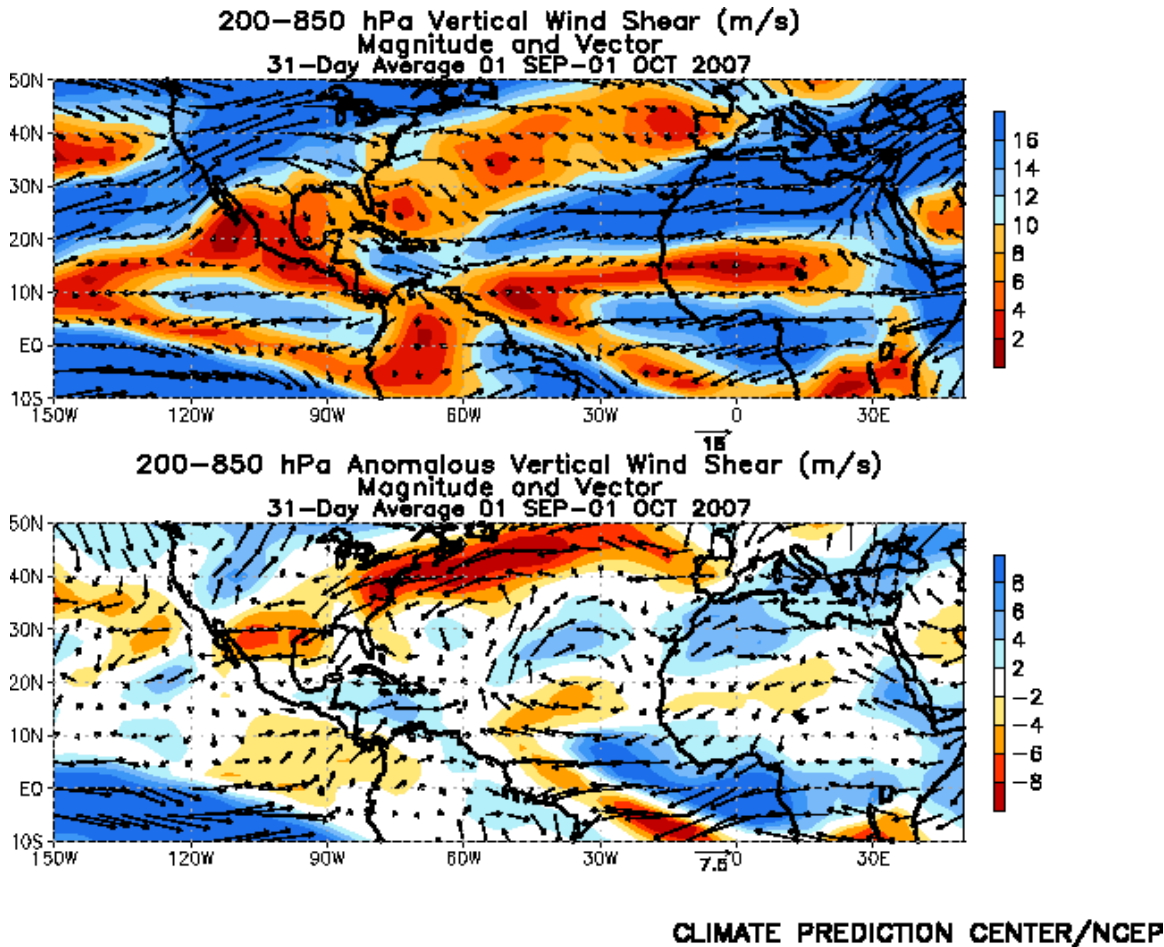 200-850 hPa Vertical Wind Shear (m/s)
Magnitude and Vector
31-Day Average 01 SEP-01 OCT 2007
50N
40N
30N
20N
10N
EQ
10S
150W 120W 90W 60W 30W 0 30E
16
16
14
12
10
8
6
4
2
200-850 hPa Anomalous Vertical Wind Shear (m/s)
Magnitude and Vector
31-Day Average 01 SEP-01 OCT 2007
50N
40N
30N
20N
10N
EQ
10S
150W 120W 90W 60W 30W 0 30E
7.5
8
6
4
2
-2
-4
-6
-8
CLIMATE PREDICTION CENTER/NCEP